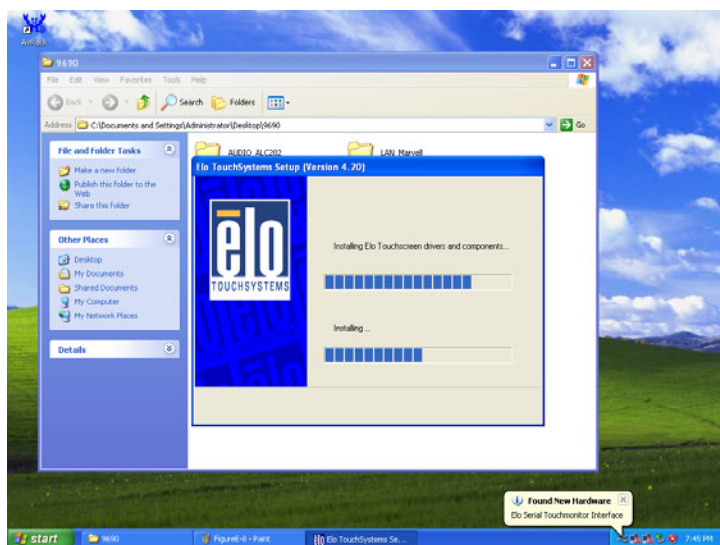 9690
File Edit View Favorites Tools Help
Back Search Folders
Address C:\Documents and Settings\Administrator\Desktop\9690 Go
File and Folder Tasks
Make a new folder
Publish this folder to the Web
Share this folder
Other Places
Desktop
My Documents
Shared Documents
My Computer
My Network Places
Details
AUDIO_ALC202 LAN_Marvell
Elo TouchSystems Setup (Version 4.20)
elo
TOUCHSYSTEMS
Installing Elo Touchscreen drivers and components...
Installing ...
Found New Hardware
Elo Serial Touchmonitor Interface
start 9690 FigureE-8 - Paint Elo TouchSystems Se... 7:45 PM